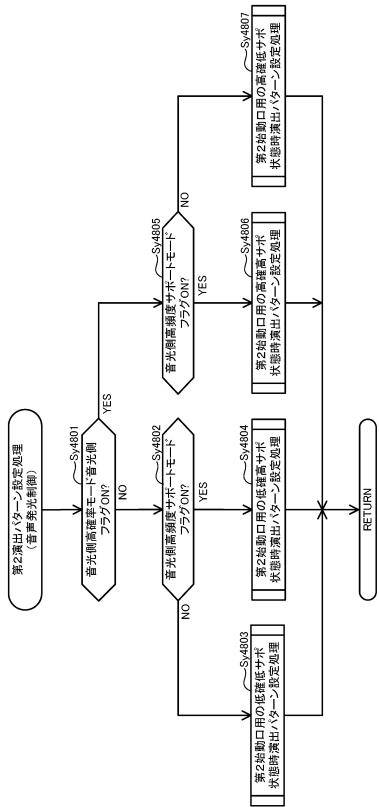 第2演出パターン設定処理
（音声発光制御）
Sy4801
音光側高確率モード音光側
フラグON?
YES
NO
Sy4802
音光側高頻度サポートモード
フラグON?
NO
YES
Sy4805
音光側高頻度サポートモード
フラグON?
YES
NO
Sy4803
第2始動口用の低確低サポ
状態時演出パターン設定処理
Sy4804
第2始動口用の低確高サポ
状態時演出パターン設定処理
Sy4806
第2始動口用の高確高サポ
状態時演出パターン設定処理
Sy4807
第2始動口用の高確低サポ
状態時演出パターン設定処理
RETURN